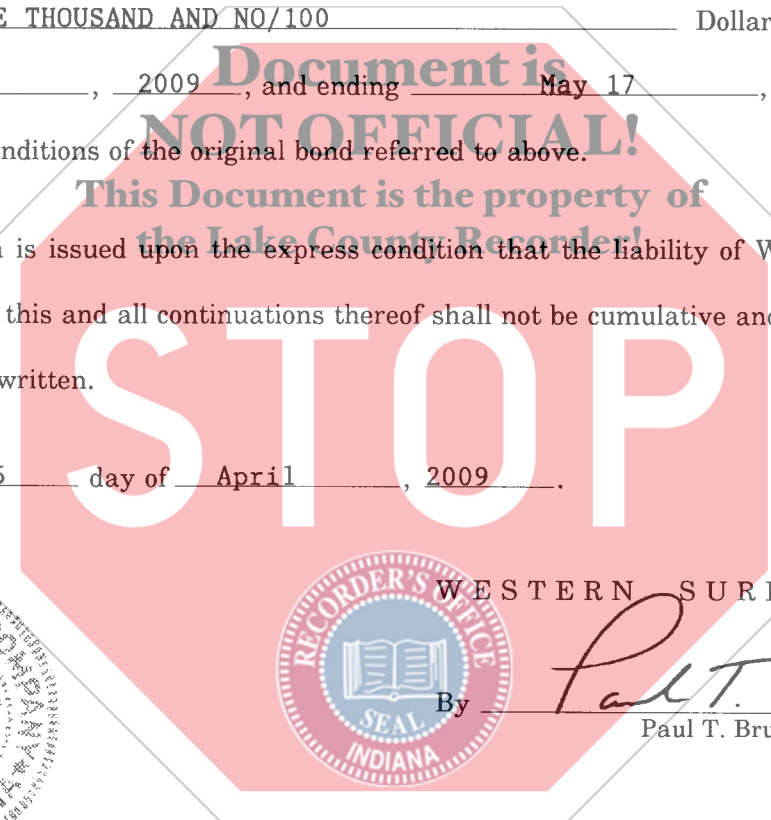 THOUSAND AND NO/100 Dollar
, 2009, and ending May 17,
Document is
NOT OFFICIAL!
This Document is the property of
the Lake County Recorder!
nditions of the original bond referred to above.
is issued upon the express condition that the liability of W
this and all continuations thereof shall not be cumulative and
written.
STOP
day of April, 2009.
RECORDER'S OFFICE
SEAL
INDIANA
COMPANY
WESTERN SUR
By Paul T.
Paul T. Bru